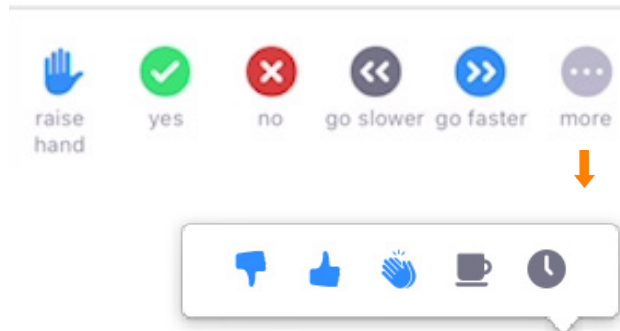 raise hand
yes
no
go slower
go faster
more